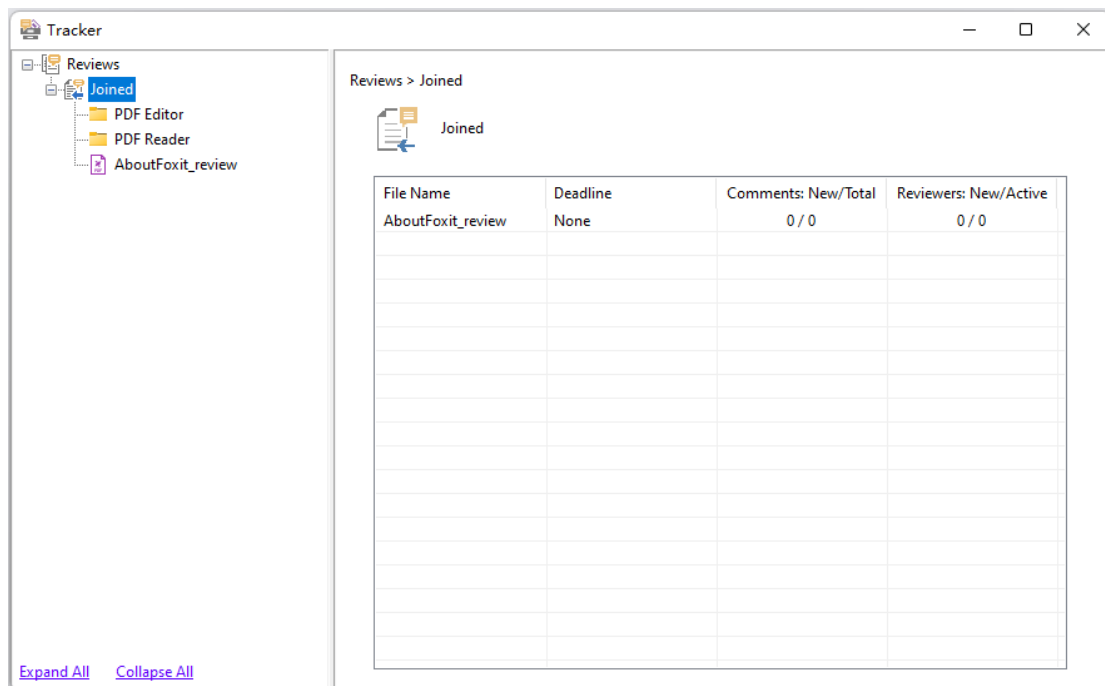 Tracker
Reviews
Joined
PDF Editor
PDF Reader
AboutFoxit_review
Expand All Collapse All
Reviews > Joined
Joined
File Name Deadline Comments: New/Total Reviewers: New/Active
AboutFoxit_review None 0 / 0 0 / 0